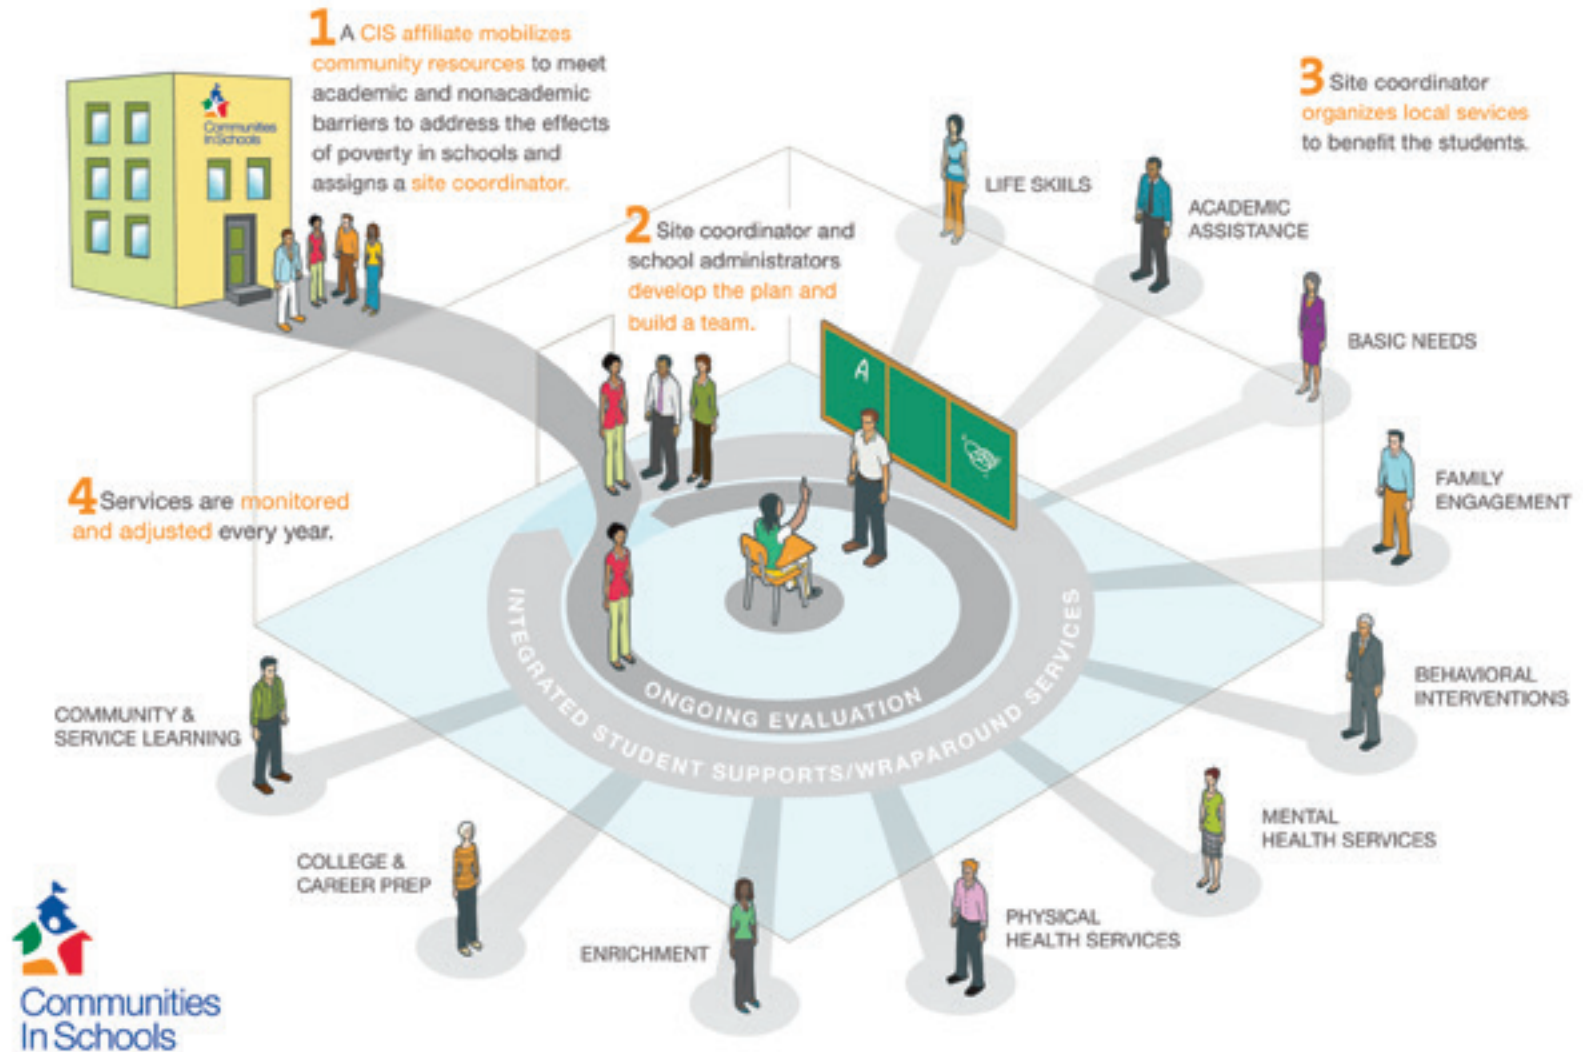 1 A CIS affiliate mobilizes
community resources to meet
academic and nonacademic
barriers to address the effects
of poverty in schools and
assigns a site coordinator.
Communities
In Schools
2 Site coordinator and
school administrators
develop the plan and
build a team.
3 Site coordinator
organizes local sevices
to benefit the students.
4 Services are monitored
and adjusted every year.
LIFE SKIILS
ACADEMIC
ASSISTANCE
BASIC NEEDS
FAMILY
ENGAGEMENT
BEHAVIORAL
INTERVENTIONS
MENTAL
HEALTH SERVICES
PHYSICAL
HEALTH SERVICES
ENRICHMENT
COLLEGE &
CAREER PREP
COMMUNITY &
SERVICE LEARNING
A
ONGOING EVALUATION
INTEGRATED STUDENT SUPPORTS/WRAPAROUND SERVICES
Communities
In Schools